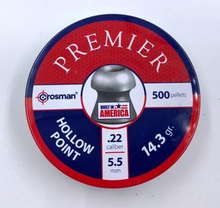 PREMIER
crosman
500 pellets
BUILT IN
AMERICA
HOLLOW
POINT
.22
caliber
5.5
mm
14.3 gr.